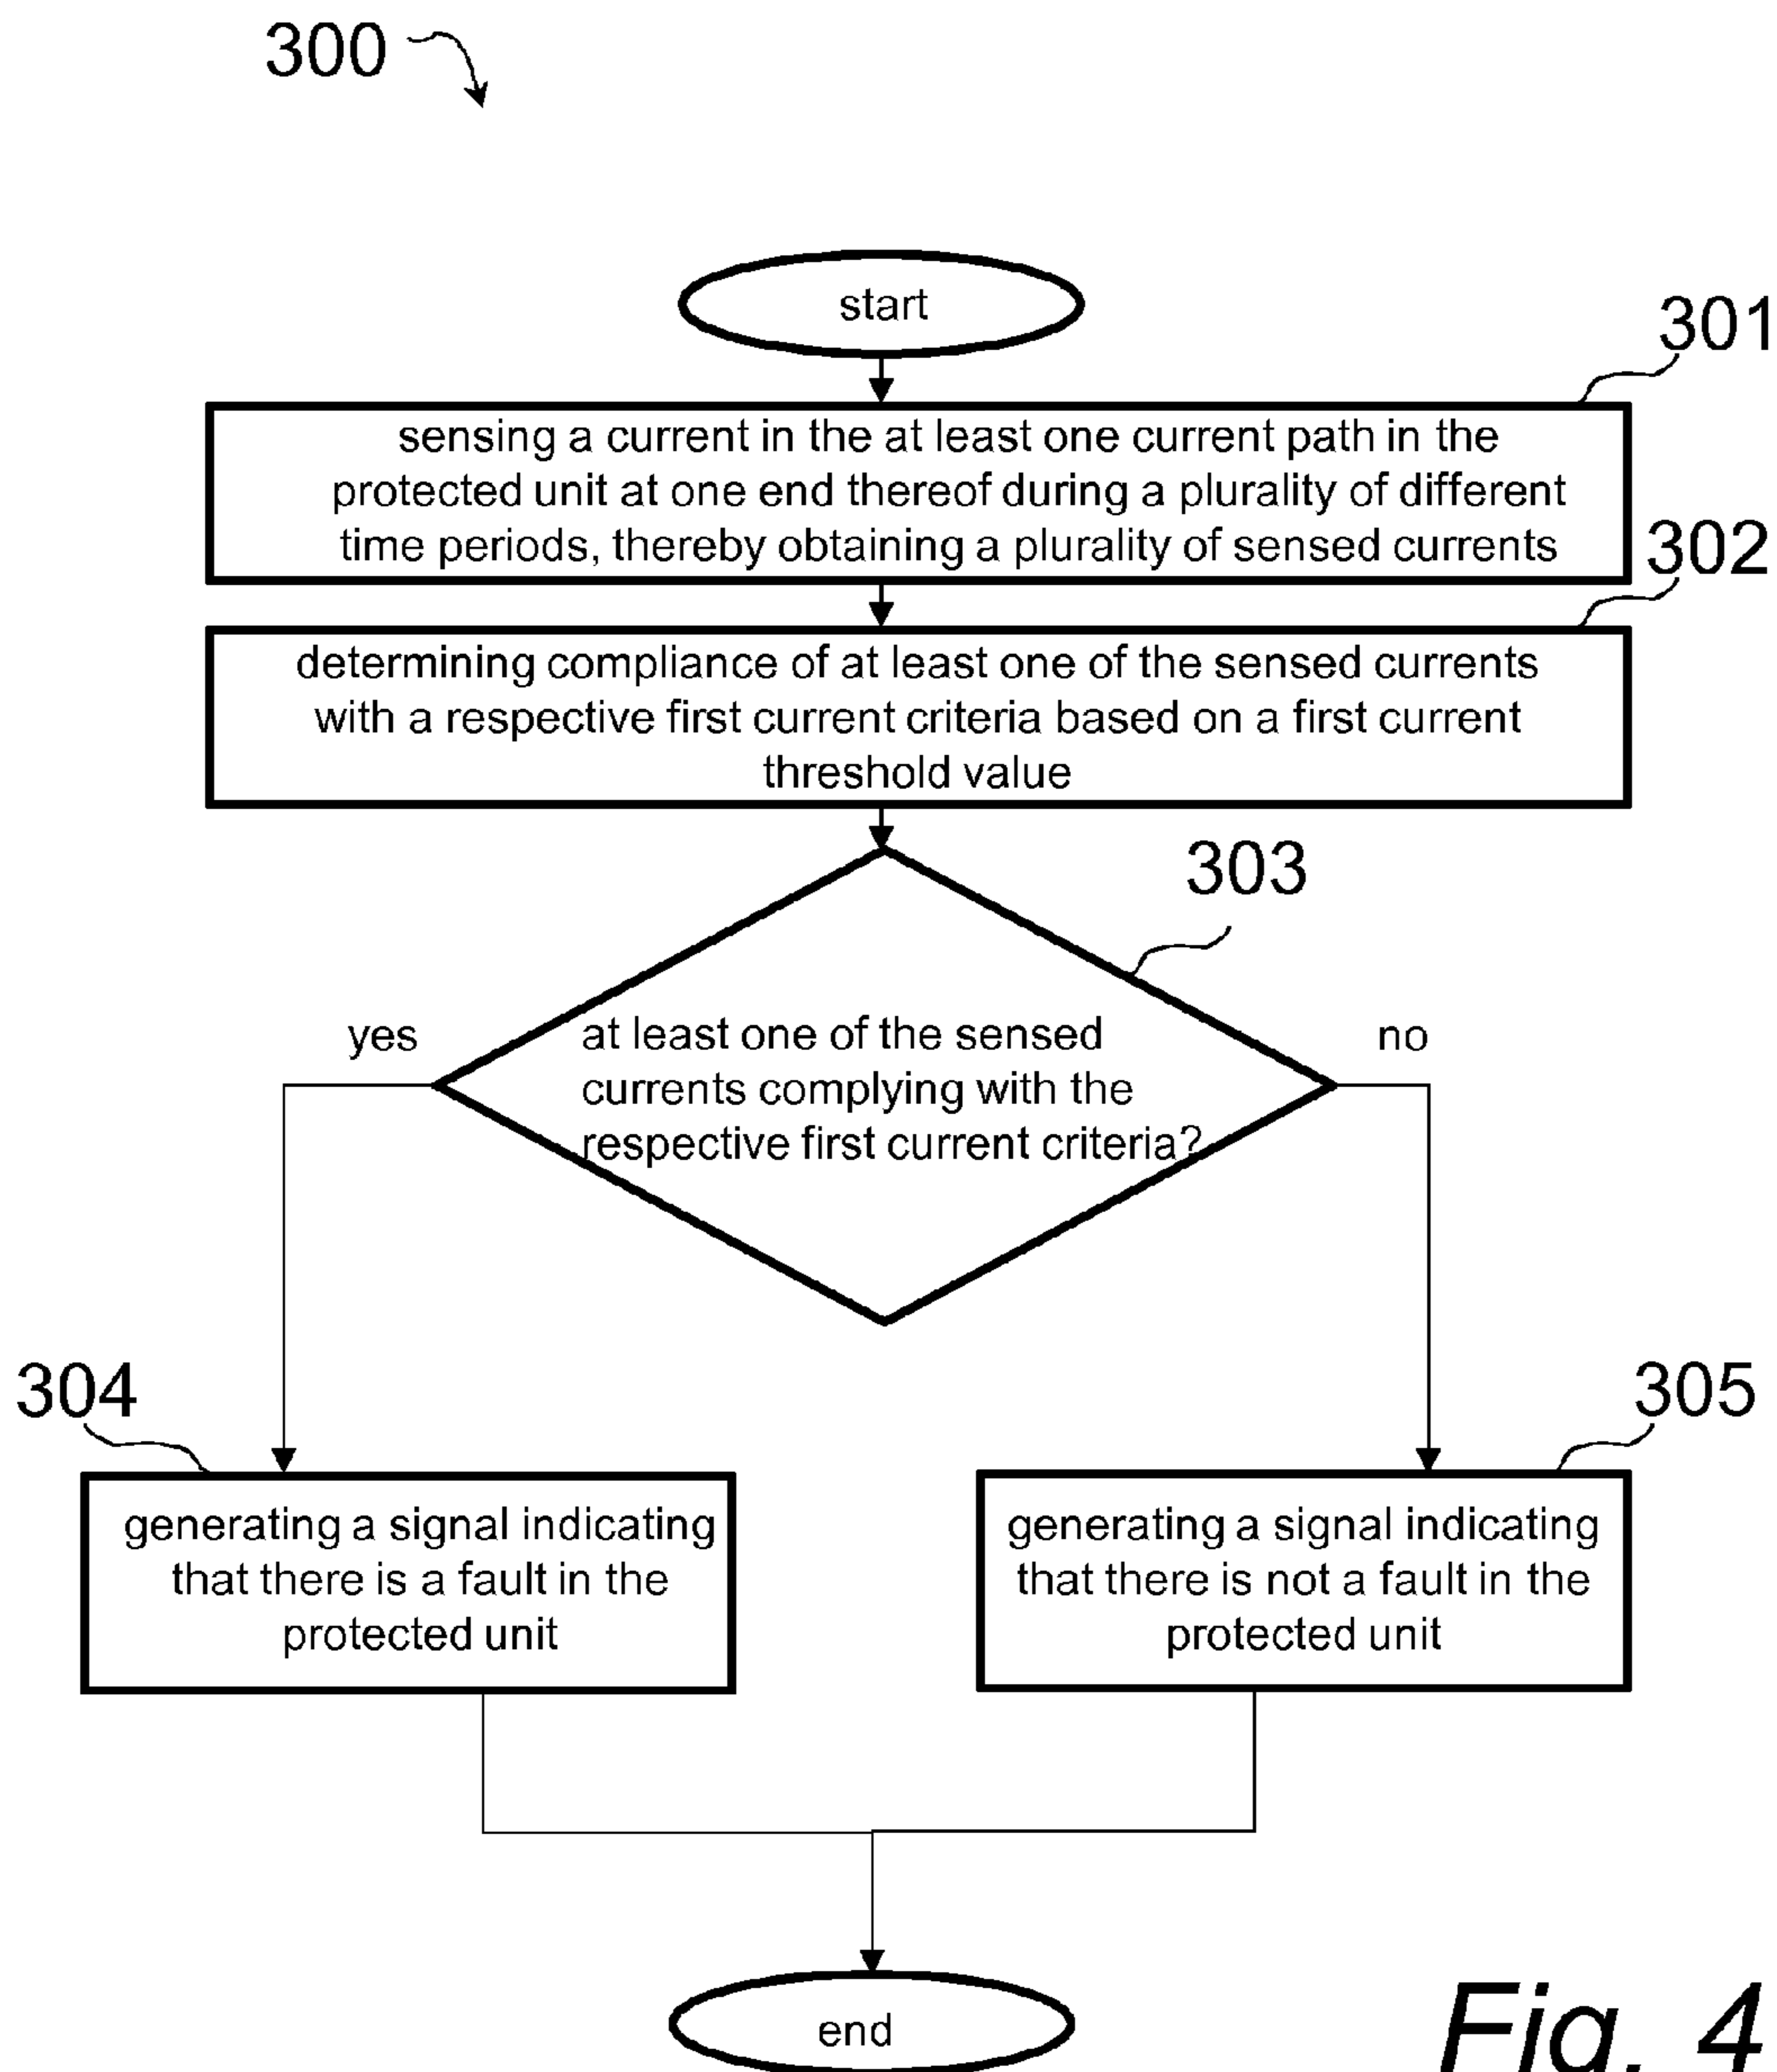 300
start
301
sensing a current in the at least one current path in the
protected unit at one end thereof during a plurality of different
time periods, thereby obtaining a plurality of sensed currents
302
determining compliance of at least one of the sensed currents
with a respective first current criteria based on a first current
threshold value
303
yes
at least one of the sensed
currents complying with the
respective first current criteria?
no
304
generating a signal indicating
that there is a fault in the
protected unit
305
generating a signal indicating
that there is not a fault in the
protected unit
end
Fig. 4